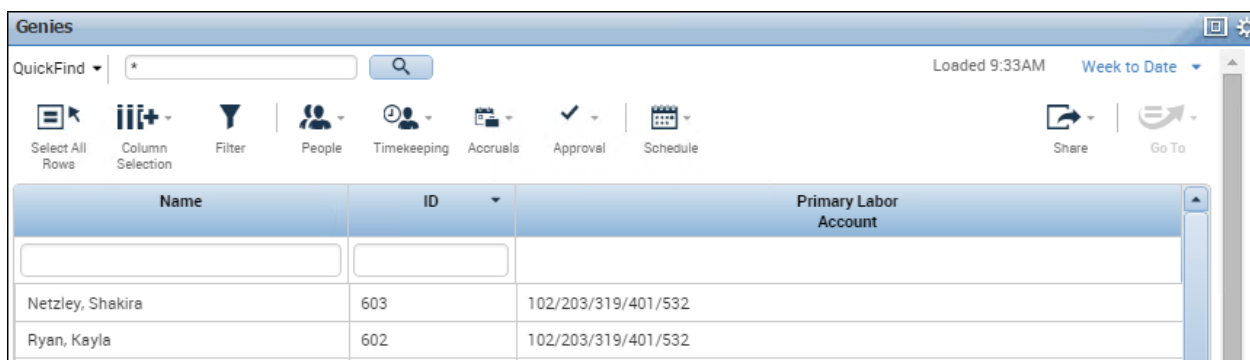 Genies
QuickFind * Loaded 9:33AM Week to Date
Select All Rows
Column Selection
Filter
People
Timekeeping
Accruals
Approval
Schedule
Share
Go To
Name ID Primary Labor Account
Netzley, Shakira 603 102/203/319/401/532
Ryan, Kayla 602 102/203/319/401/532